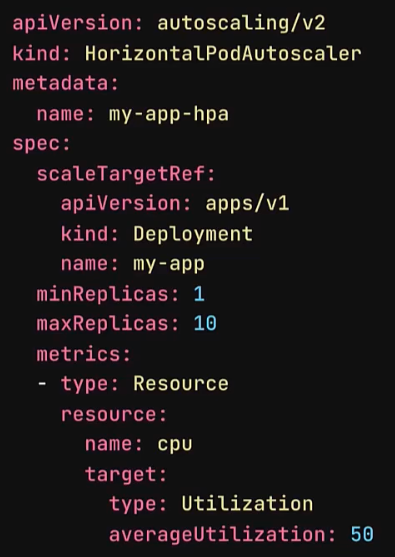 apiVersion: autoscaling/v2
kind: HorizontalPodAutoscaler
metadata:
  name: my-app-hpa
spec:
  scaleTargetRef:
    apiVersion: apps/v1
    kind: Deployment
    name: my-app
  minReplicas: 1
  maxReplicas: 10
  metrics:
  - type: Resource
    resource:
      name: cpu
      target:
        type: Utilization
        averageUtilization: 50